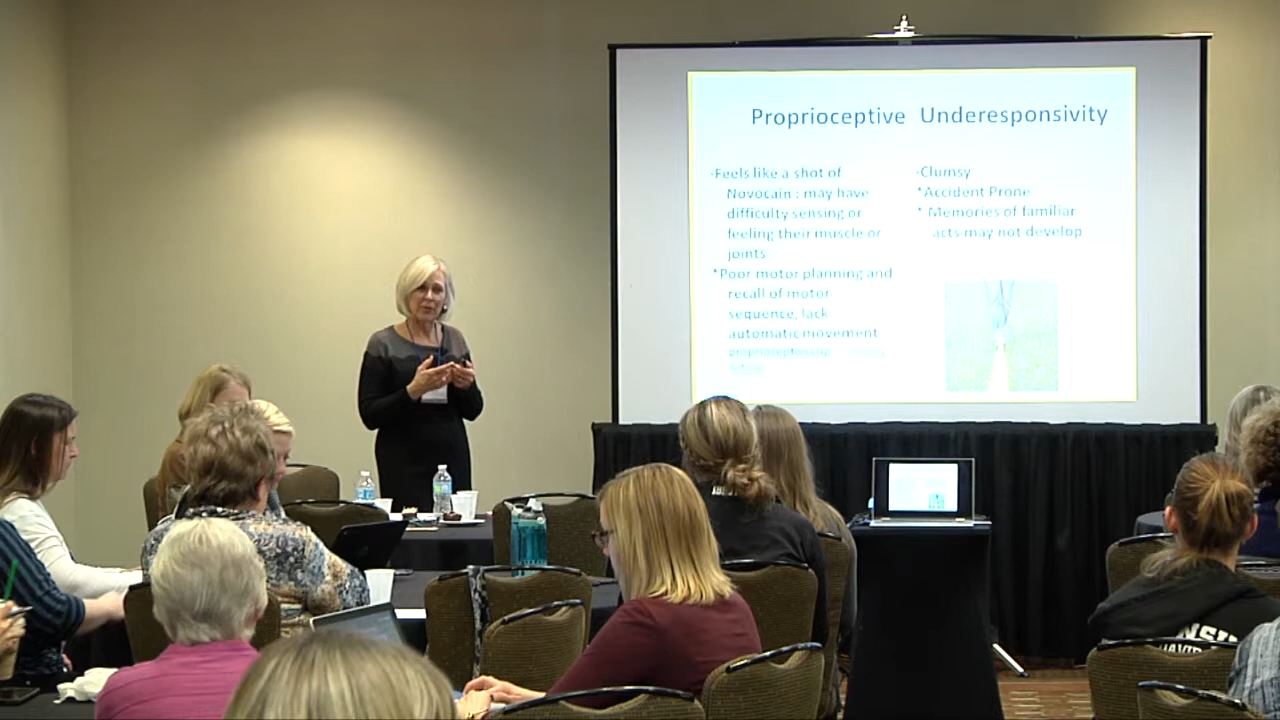 Proprioceptive Underesponsivity
·Feels like a shot of
Novocain : may have
difficulty sensing or
feeling their muscle or
joints
*Poor motor planning and
recall of motor
sequence, lack
automatic movement
·Clumsy
*Accident Prone
* Memories of familiar
acts may not develop